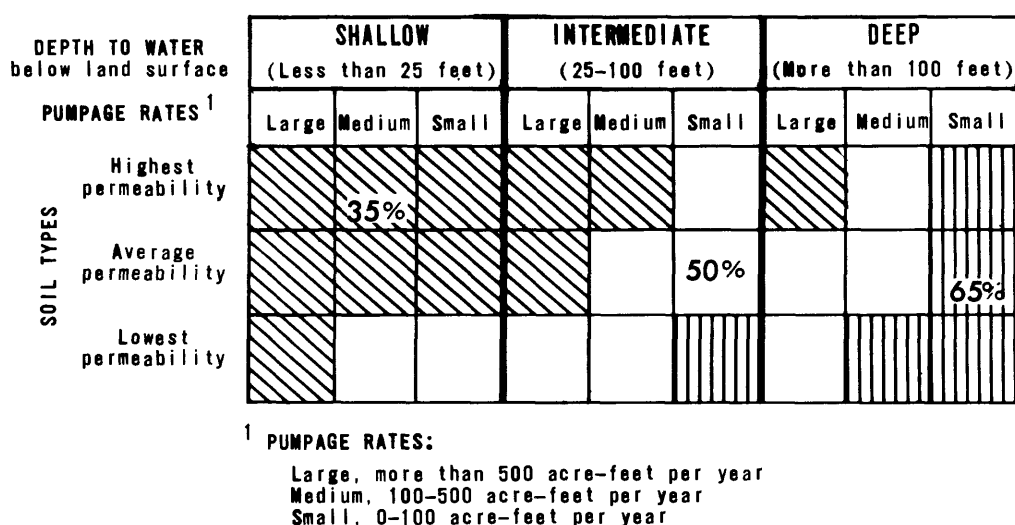 DEPTH TO WATER
below land surface
SHALLOW
(Less than 25 feet)
INTERMEDIATE
(25-100 feet)
DEEP
(More than 100 feet)
PUMPAGE RATES 1
Large Medium Small Large Medium Small Large Medium Small
SOIL TYPES
Highest
permeability
35%
Average
permeability
50%
65%
Lowest
permeability
1 PUMPAGE RATES:
Large, more than 500 acre-feet per year
Medium, 100-500 acre-feet per year
Small, 0-100 acre-feet per year